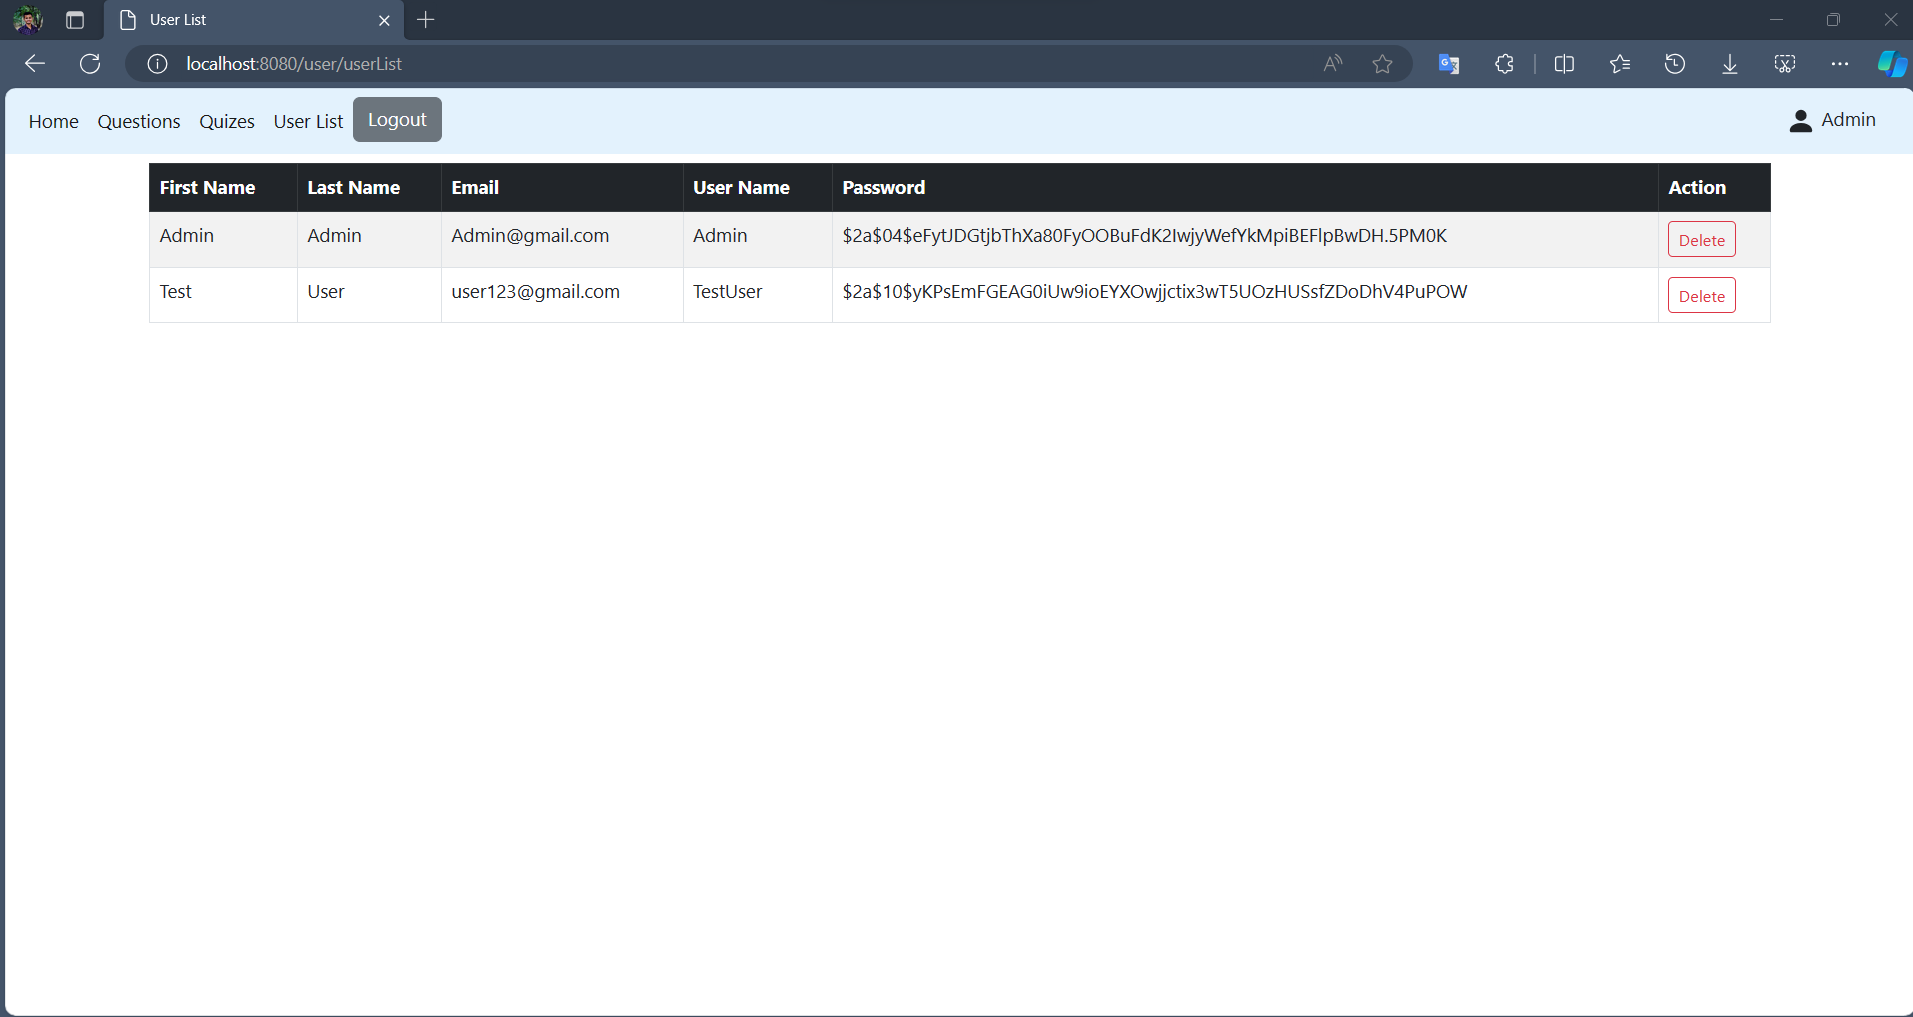 User List
localhost:8080/user/userList
Home Questions Quizes User List Logout Admin
First Name Last Name Email User Name Password Action
Admin Admin Admin@gmail.com Admin $2a$04$eFytJDGtjbThXa80FyOOBuFdK2IwjyWefYkMpiBEFlpBwDH.5PM0K Delete
Test User user123@gmail.com TestUser $2a$10$yKPsEmFGEAG0iUw9ioEYXOwjjctix3wT5UOzHUSsfZDoDhV4PuPOW Delete